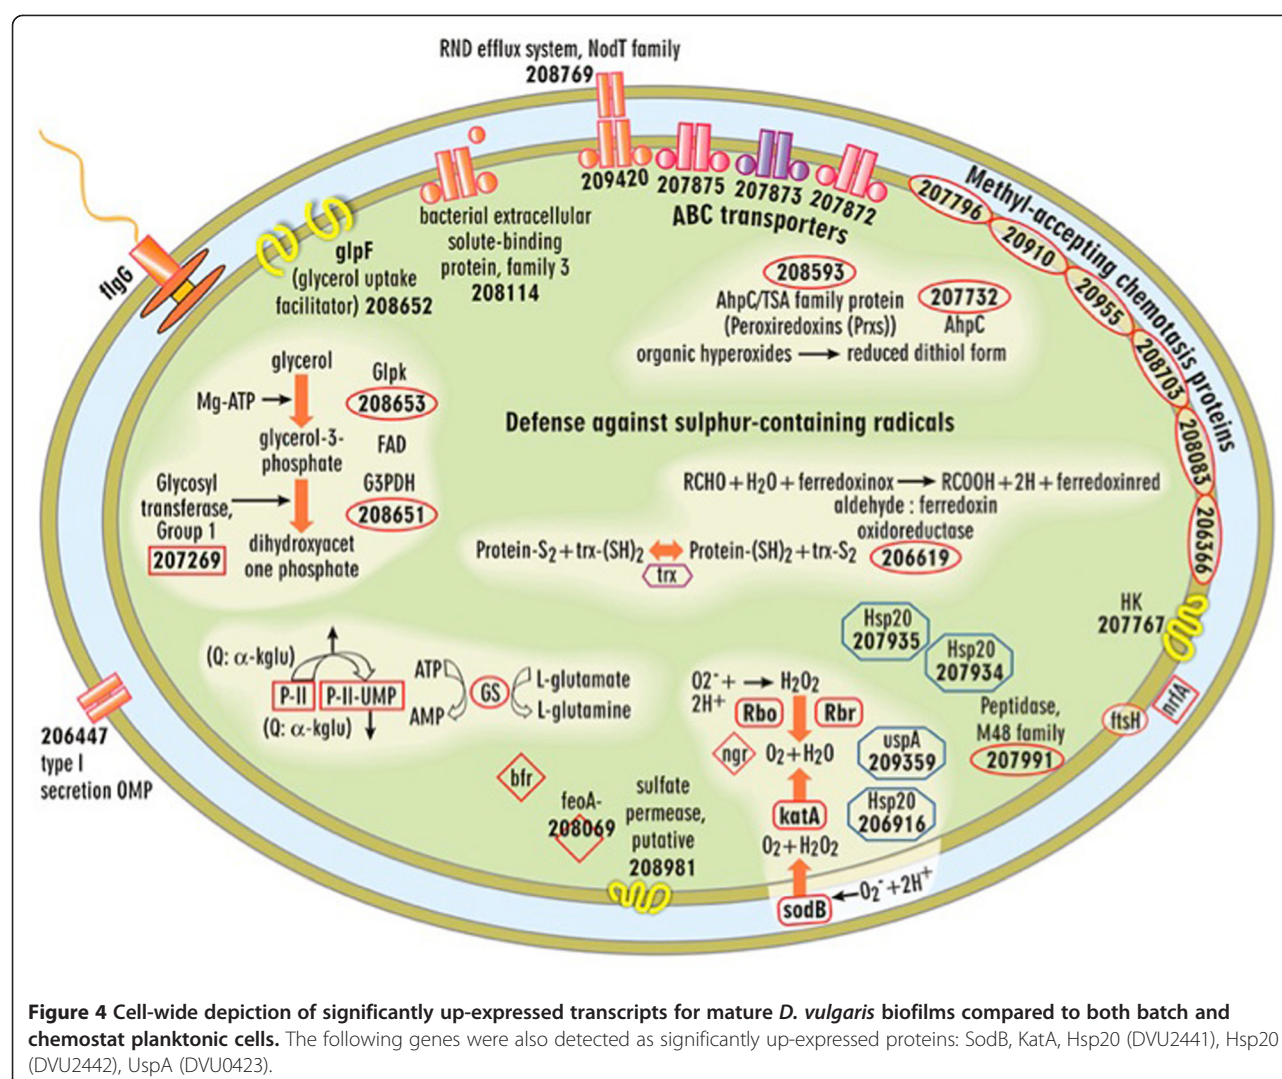 RND efflux system, NodT family
208769
209420
207875
207873
207872
ABC transporters
Methyl-accepting chemotasis proteins
207796
20910
20955
208703
208083
206366
flgG
glpF
(glycerol uptake
facilitator) 208652
bacterial extracellular
solute-binding
protein, family 3
208114
208593
AhpC/TSA family protein
(Peroxiredoxins (Prxs))
207732
AhpC
organic hyperoxides → reduced dithiol form
glycerol
Mg-ATP
Glpk
208653
glycerol-3-
phosphate
FAD
Glycosyl
transferase,
Group 1
207269
G3PDH
208651
dihydroxyacet
one phosphate
Defense against sulphur-containing radicals
RCHO + H₂O + ferredoxinox → RCOOH + 2H + ferredoxinred
aldehyde : ferredoxin
oxidoreductase
206619
Protein-S₂ + trx-(SH)₂ ↔ Protein-(SH)₂ + trx-S₂
trx
HK
207767
Hsp20
207935
Hsp20
207934
(Q: α-kglu)
P-II
P-II-UMP
(Q: α-kglu)
ATP
AMP
GS
L-glutamate
L-glutamine
O2⁻+ → H₂O₂
2H⁺
Rbo
Rbr
ngr
O₂ + H₂O
katA
O₂ + H₂O₂
sodB
O₂⁻ + 2H⁺
uspA
209359
Hsp20
206916
Peptidase,
M48 family
207991
ftsH
nrfA
206447
type I
secretion OMP
bfr
feoA-
208069
sulfate
permease,
putative
208981
Figure 4 Cell-wide depiction of significantly up-expressed transcripts for mature D. vulgaris biofilms compared to both batch and
chemostat planktonic cells. The following genes were also detected as significantly up-expressed proteins: SodB, KatA, Hsp20 (DVU2441), Hsp20
(DVU2442), UspA (DVU0423).